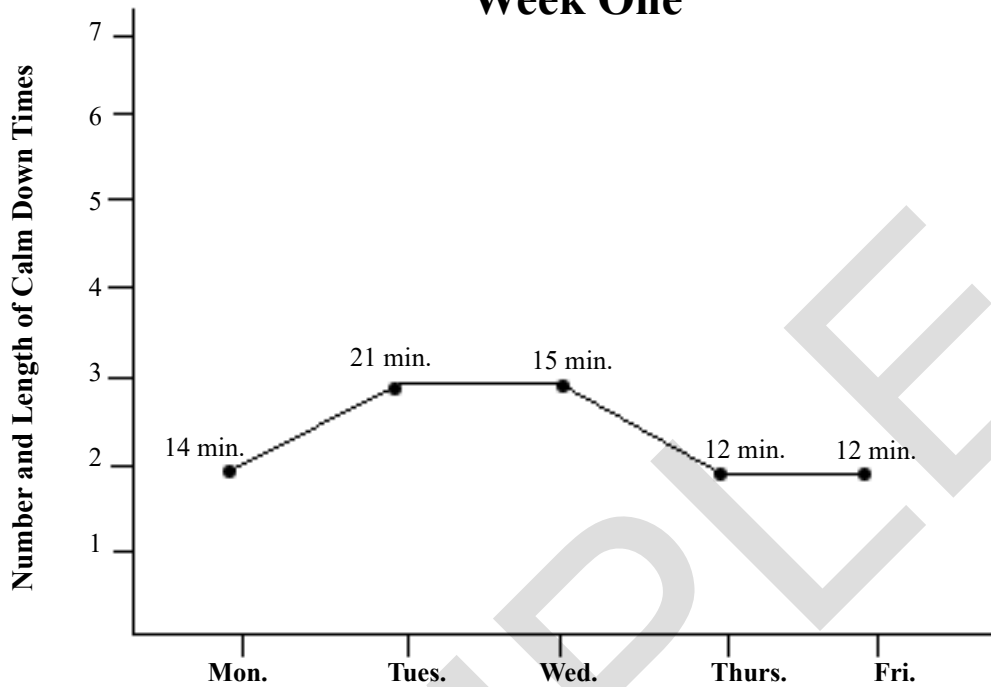 Week One
Number and Length of Calm Down Times
7
6
5
4
3
2
1
14 min.
21 min.
15 min.
12 min.
12 min.
Mon.
Tues.
Wed.
Thurs.
Fri.
PLE